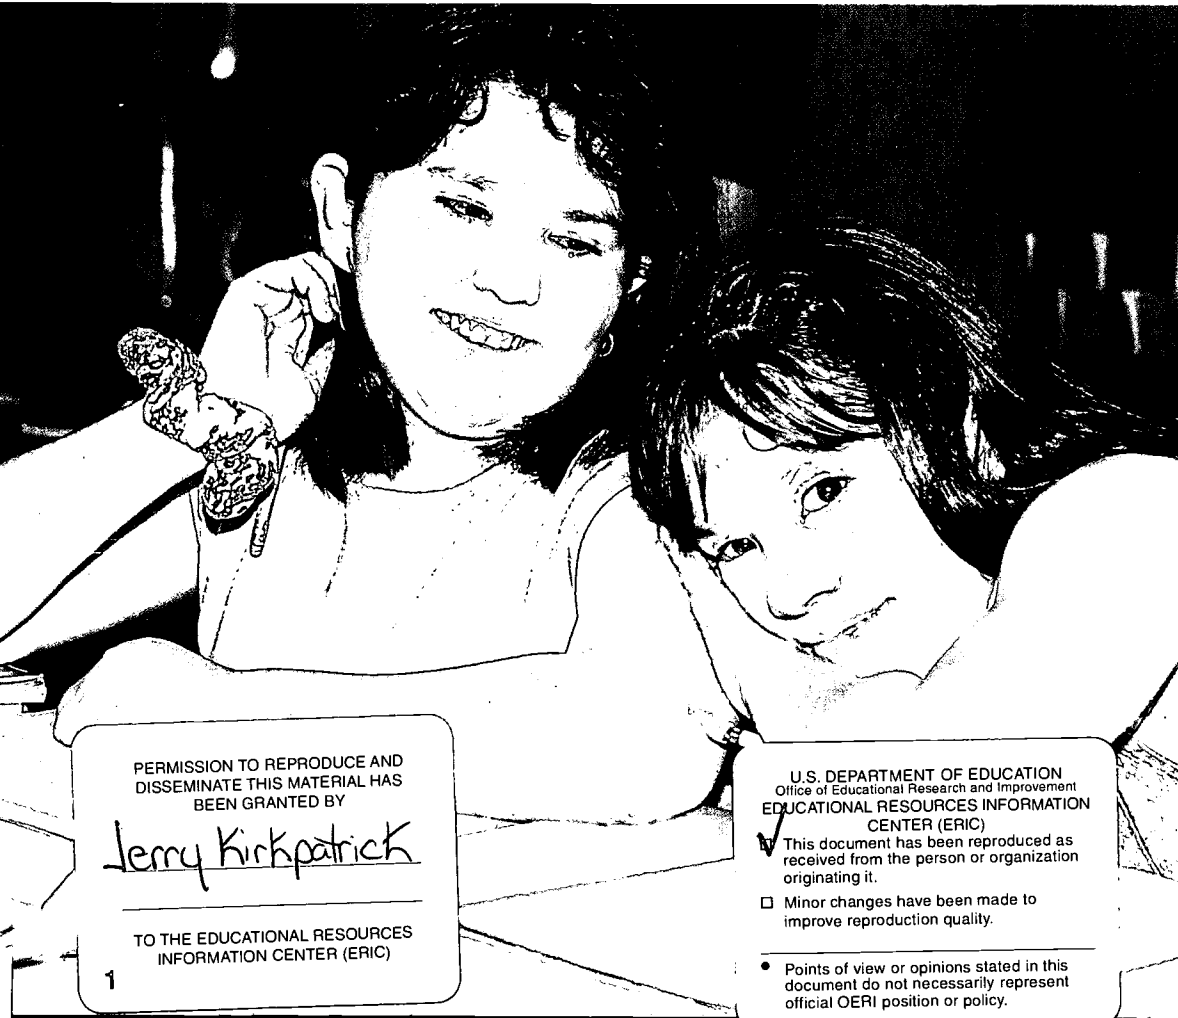 PERMISSION TO REPRODUCE AND
DISSEMINATE THIS MATERIAL HAS
BEEN GRANTED BY
Jerry Kirkpatrick
TO THE EDUCATIONAL RESOURCES
INFORMATION CENTER (ERIC)
1
U.S. DEPARTMENT OF EDUCATION
Office of Educational Research and Improvement
EDUCATIONAL RESOURCES INFORMATION
CENTER (ERIC)
This document has been reproduced as
received from the person or organization
originating it.
□ Minor changes have been made to
improve reproduction quality.
• Points of view or opinions stated in this
document do not necessarily represent
official OERI position or policy.